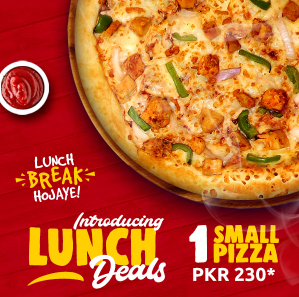 LUNCH
BREAK
HOJAYE!
Introducing
LUNCH
Deals
1 SMALL
PIZZA
PKR 230*